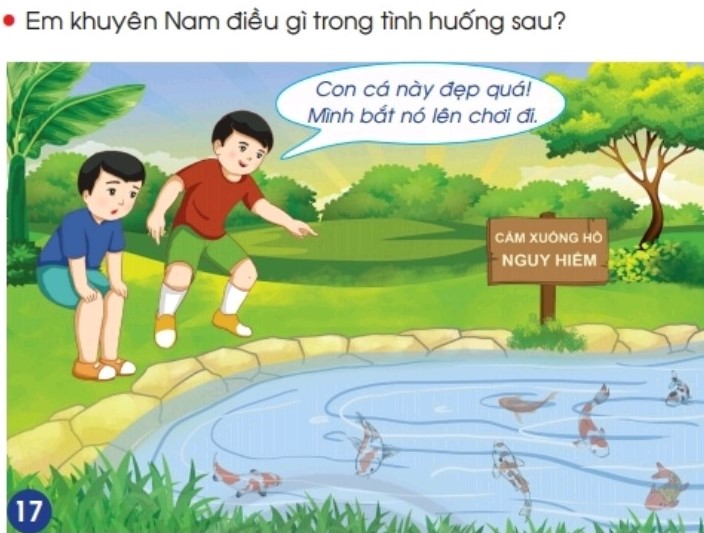 Em khuyên Nam điều gì trong tình huống sau?
Con cá này đẹp quá!
Mình bắt nó lên chơi đi.
CẤM XUỐNG HỒ
NGUY HIỂM
17